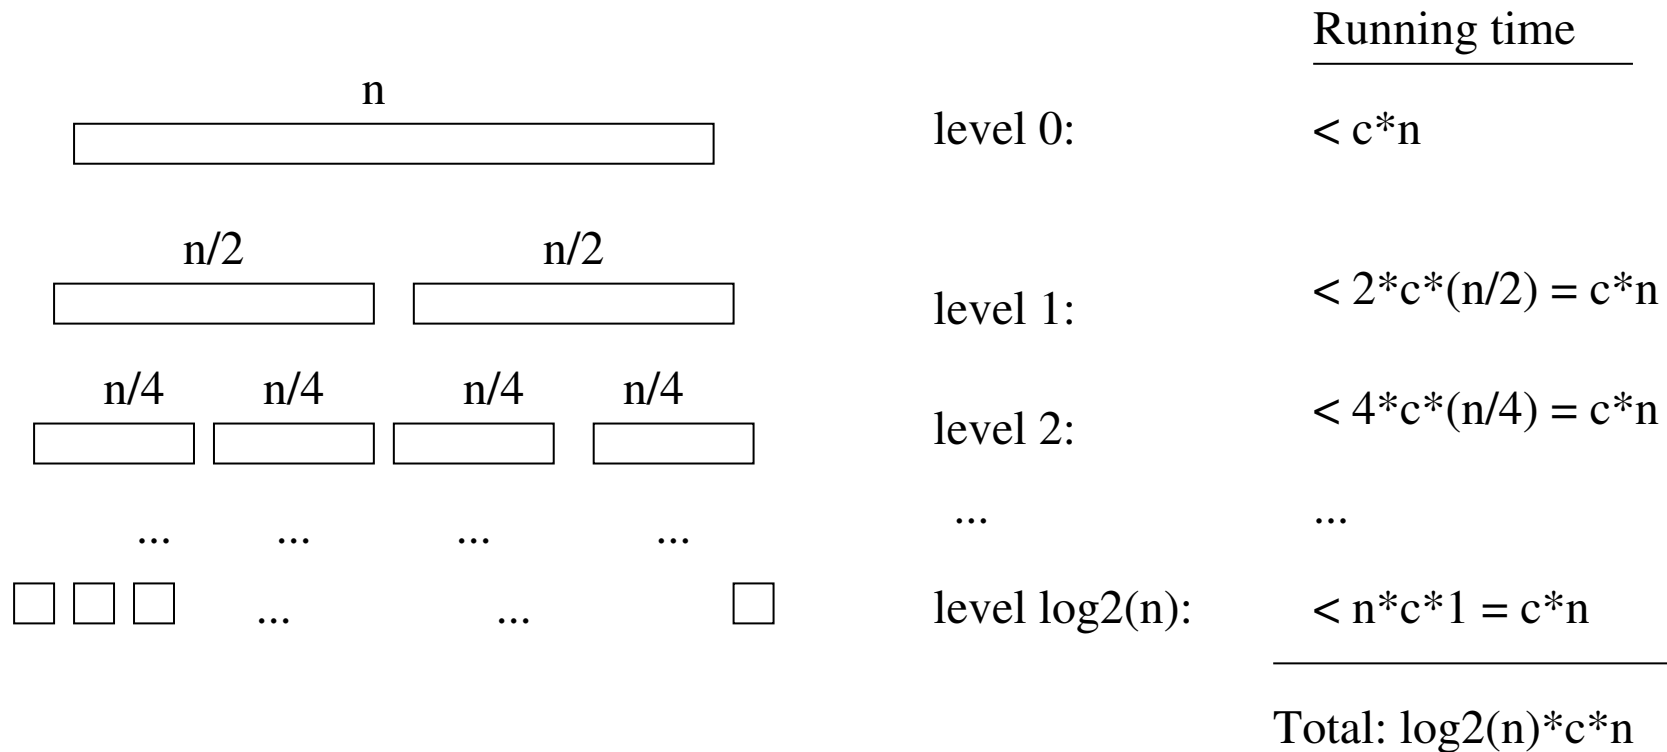 Running time
n
level 0: < c*n
n/2 n/2
level 1: < 2*c*(n/2) = c*n
n/4 n/4 n/4 n/4
level 2: < 4*c*(n/4) = c*n
... ... ... ... ... ...
... ... level log2(n): < n*c*1 = c*n
Total: log2(n)*c*n